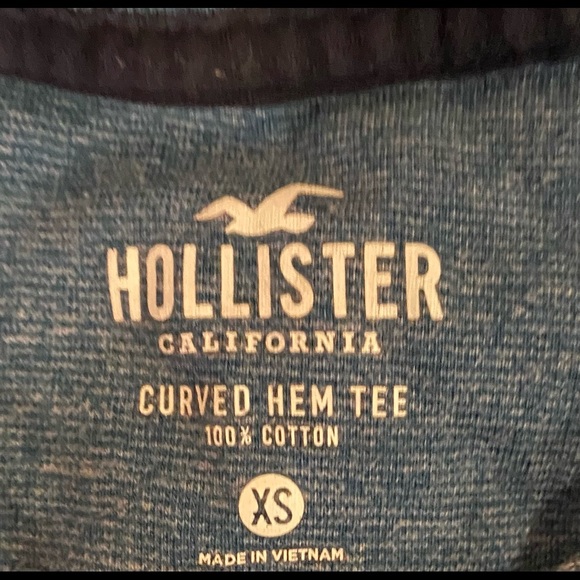 HOLLISTER
CALIFORNIA
CURVED HEM TEE
100% COTTON
XS
MADE IN VIETNAM